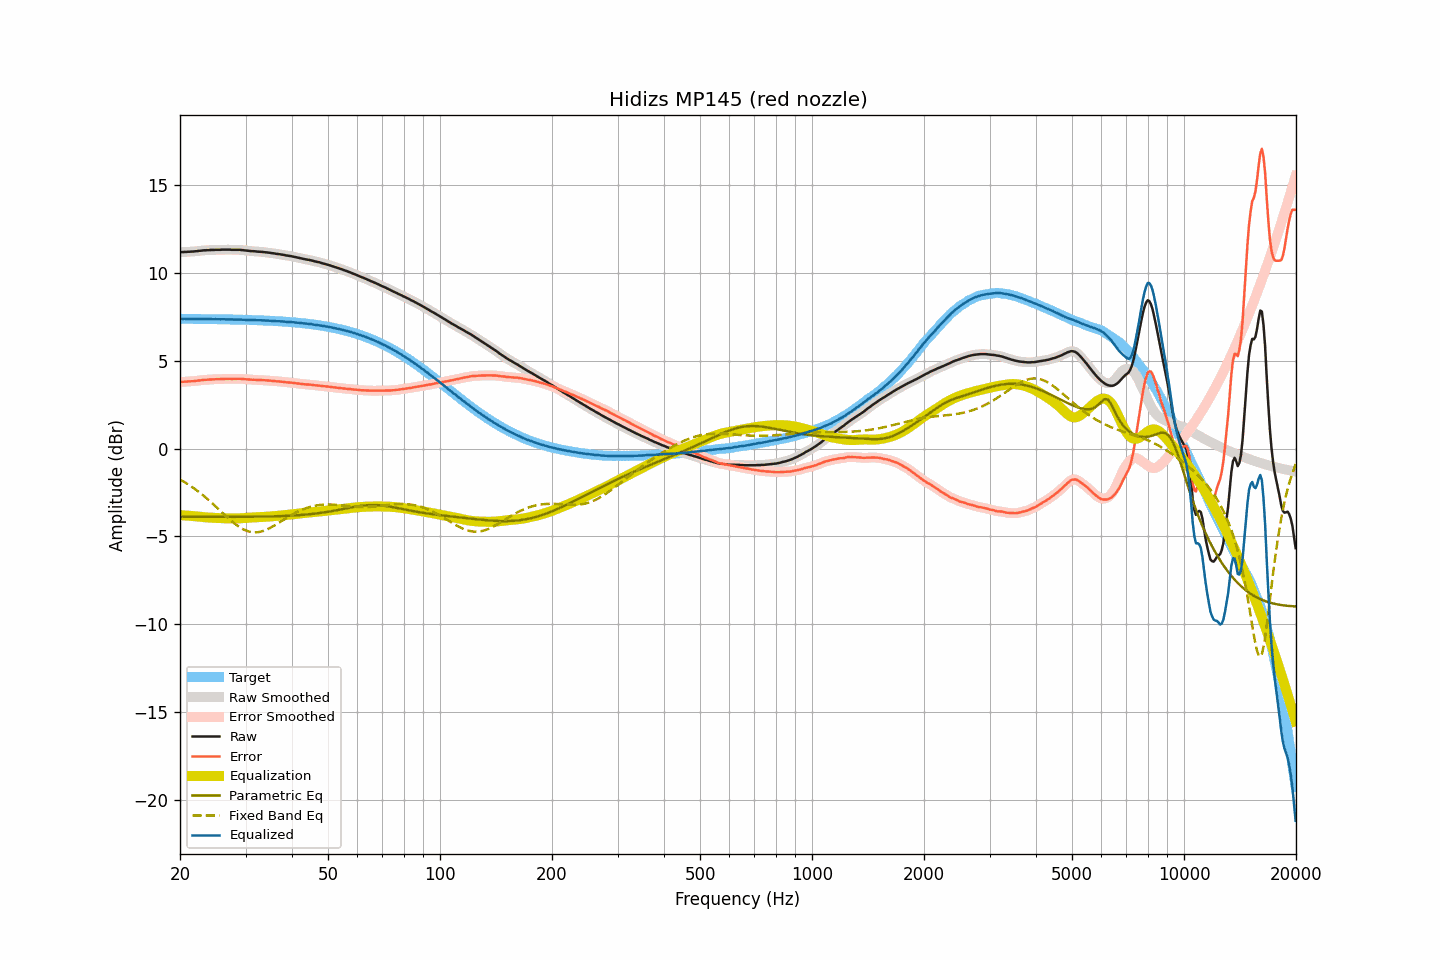 Hidizs MP145 (red nozzle)
Amplitude (dBr)
15
10
5
0
−5
−10
−15
−20
Target
Raw Smoothed
Error Smoothed
Raw
Error
Equalization
Parametric Eq
Fixed Band Eq
Equalized
20 50 100 200 500 1000 2000 5000 10000 20000
Frequency (Hz)